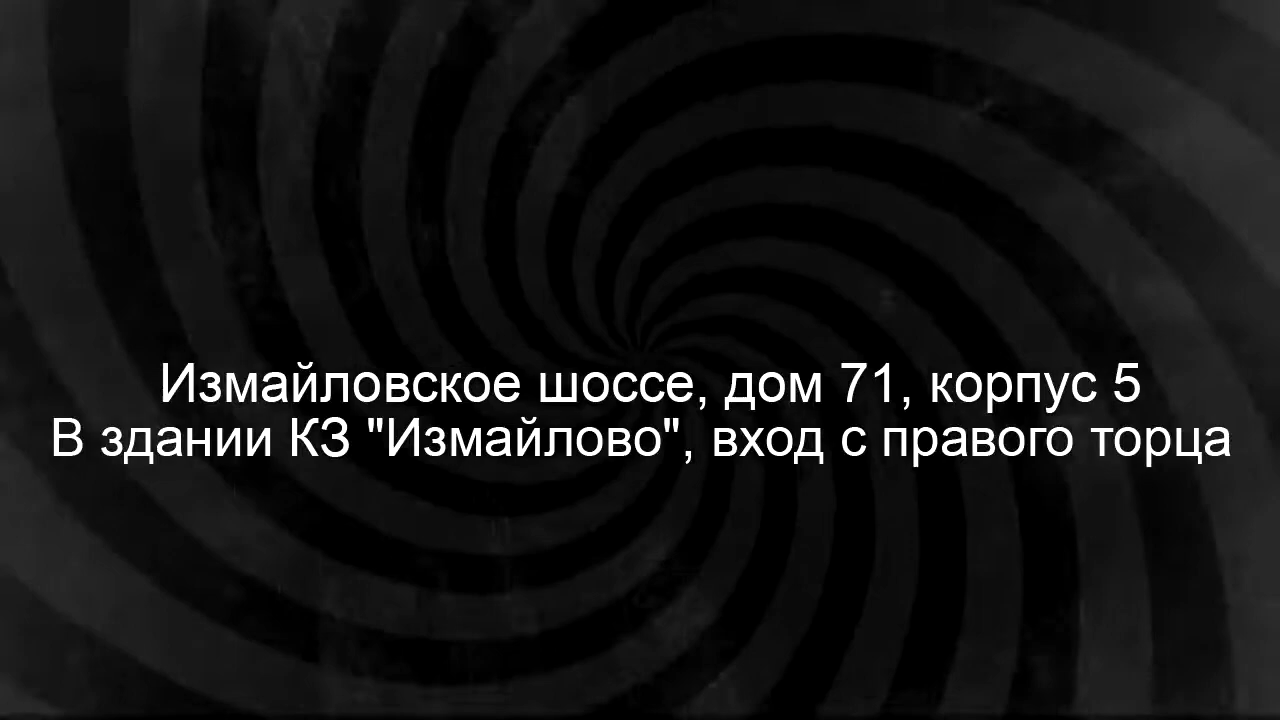 Измайловское шоссе, дом 71, корпус 5
В здании КЗ "Измайлово", вход с правого торца